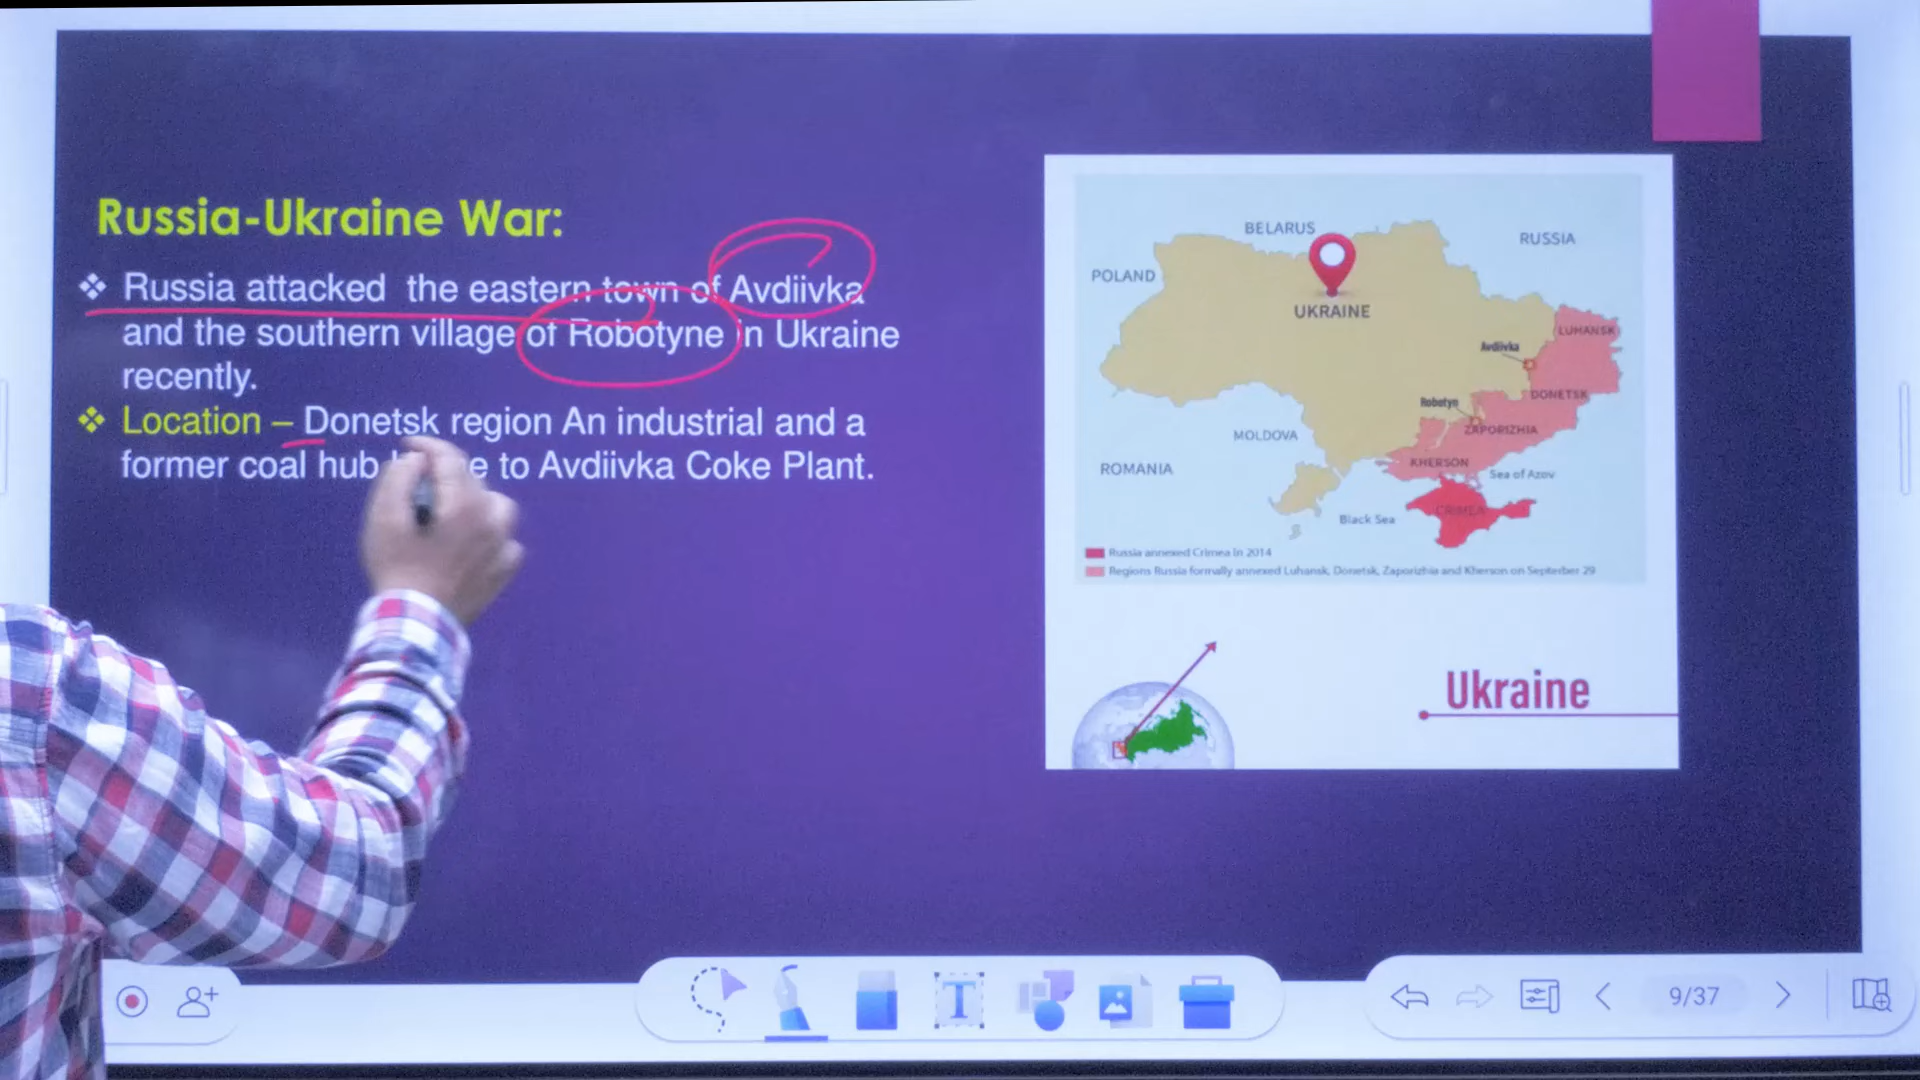 Russia-Ukraine War:
❖ Russia attacked the eastern town of Avdiivka
and the southern village of Robotyne in Ukraine
recently.
❖ Location – Donetsk region An industrial and a
former coal hub to Avdiivka Coke Plant.
BELARUS
RUSSIA
POLAND
UKRAINE
LUHANSK
Avdiivka
DONETSK
Robotyn
ZAPORIZHIA
MOLDOVA
KHERSON
ROMANIA
Sea of Azov
CRIMEA
Black Sea
Russia annexed Crimea in 2014
Regions Russia formally annexed Luhansk, Donetsk, Zaporizhia and Kherson on September 29
Ukraine
T
9/37